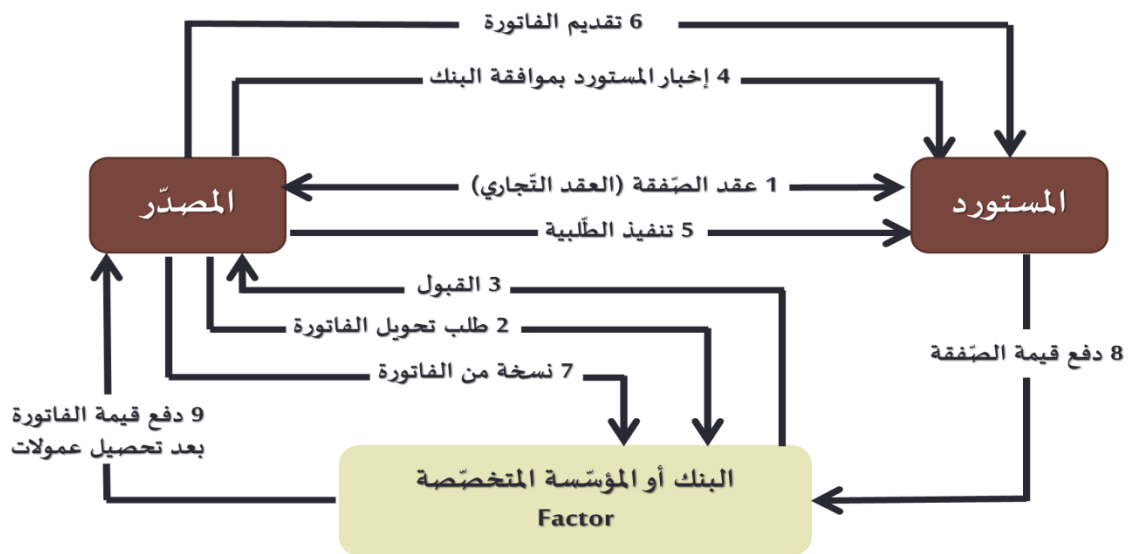 6 تقديم الفاتورة
4 إخبار المستورد بموافقة البنك
المصدّر
1 عقد الصّفقة (العقد التّجاري)
المستورد
5 تنفيذ الطّلبية
3 القبول
2 طلب تحويل الفاتورة
8 دفع قيمة الصّفقة
7 نسخة من الفاتورة
9 دفع قيمة الفاتورة
بعد تحصيل عمولات
البنك أو المؤسّسة المتخصّصة
Factor